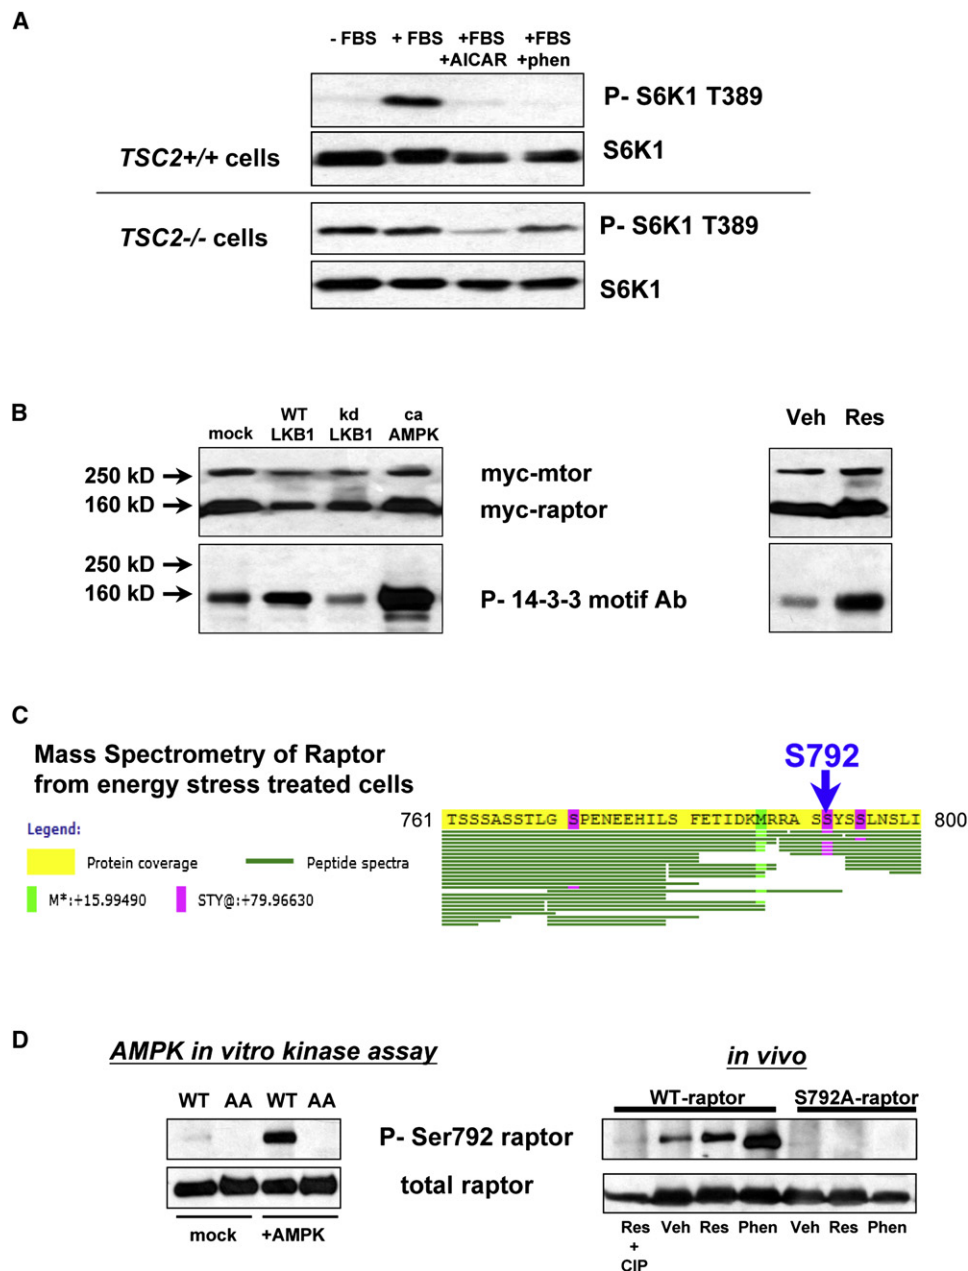 A
- FBS + FBS +FBS +FBS
+AICAR +phen
P- S6K1 T389
TSC2+/+ cells
S6K1
TSC2-/- cells
P- S6K1 T389
S6K1
B
WT kd ca
mock LKB1 LKB1 AMPK
Veh Res
250 kD
160 kD
myc-mtor
myc-raptor
250 kD
160 kD
P- 14-3-3 motif Ab
C
Mass Spectrometry of Raptor
from energy stress treated cells
S792
761 TSSSASSTLG SPENEEHILS FETIDKMRRA SSYSSLNSLI 800
Legend:
Protein coverage Peptide spectra
M*:+15.99490 STY@:+79.96630
D
AMPK in vitro kinase assay
in vivo
WT AA WT AA
WT-raptor S792A-raptor
P- Ser792 raptor
total raptor
mock +AMPK
Res Veh Res Phen Veh Res Phen
+
CIP